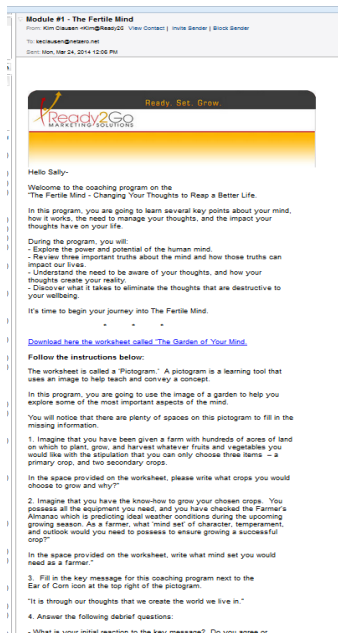 Module #1 - The Fertile Mind
From: Kim Clausen <Kim@Ready2G View Contact | Invite Sender | Block Sender
To: keclausen@netzero.net
Sent: Mon, Mar 24, 2014 12:06 PM
Ready. Set. Grow.
Ready2Go
MARKETING SOLUTIONS
Hello Sally-
Welcome to the coaching program on the
"The Fertile Mind - Changing Your Thoughts to Reap a Better Life.
In this program, you are going to learn several key points about your mind,
how it works, the need to manage your thoughts, and the impact your
thoughts have on your life.
During the program, you will:
- Explore the power and potential of the human mind.
- Review three important truths about the mind and how those truths can
impact our lives.
- Understand the need to be aware of your thoughts, and how your
thoughts create your reality.
- Discover what it takes to eliminate the thoughts that are destructive to
your wellbeing.
It's time to begin your journey into The Fertile Mind.
" " "
Download here the worksheet called "The Garden of Your Mind.
Follow the instructions below:
The worksheet is called a 'Pictogram.' A pictogram is a learning tool that
uses an image to help teach and convey a concept.
In this program, you are going to use the image of a garden to help you
explore some of the most important aspects of the mind.
You will notice that there are plenty of spaces on this pictogram to fill in the
missing information.
1. Imagine that you have been given a farm with hundreds of acres of land
on which to plant, grow, and harvest whatever fruits and vegetables you
would like with the stipulation that you can only choose three items – a
primary crop, and two secondary crops.
In the space provided on the worksheet, please write what crops you would
choose to grow and why?"
2. Imagine that you have the know-how to grow your chosen crops. You
possess all the equipment you need, and you have checked the Farmer's
Almanac which is predicting ideal weather conditions during the upcoming
growing season. As a farmer, what 'mind set' of character, temperament,
and outlook would you need to possess to ensure growing a successful
crop?"
In the space provided on the worksheet, write what mind set you would
need as a farmer."
3. Fill in the key message for this coaching program next to the
Ear of Corn icon at the top right of the pictogram.
"It is through our thoughts that we create the world we live in."
4. Answer the following debrief questions:
- What is your initial reaction to the key message? Do you agree or